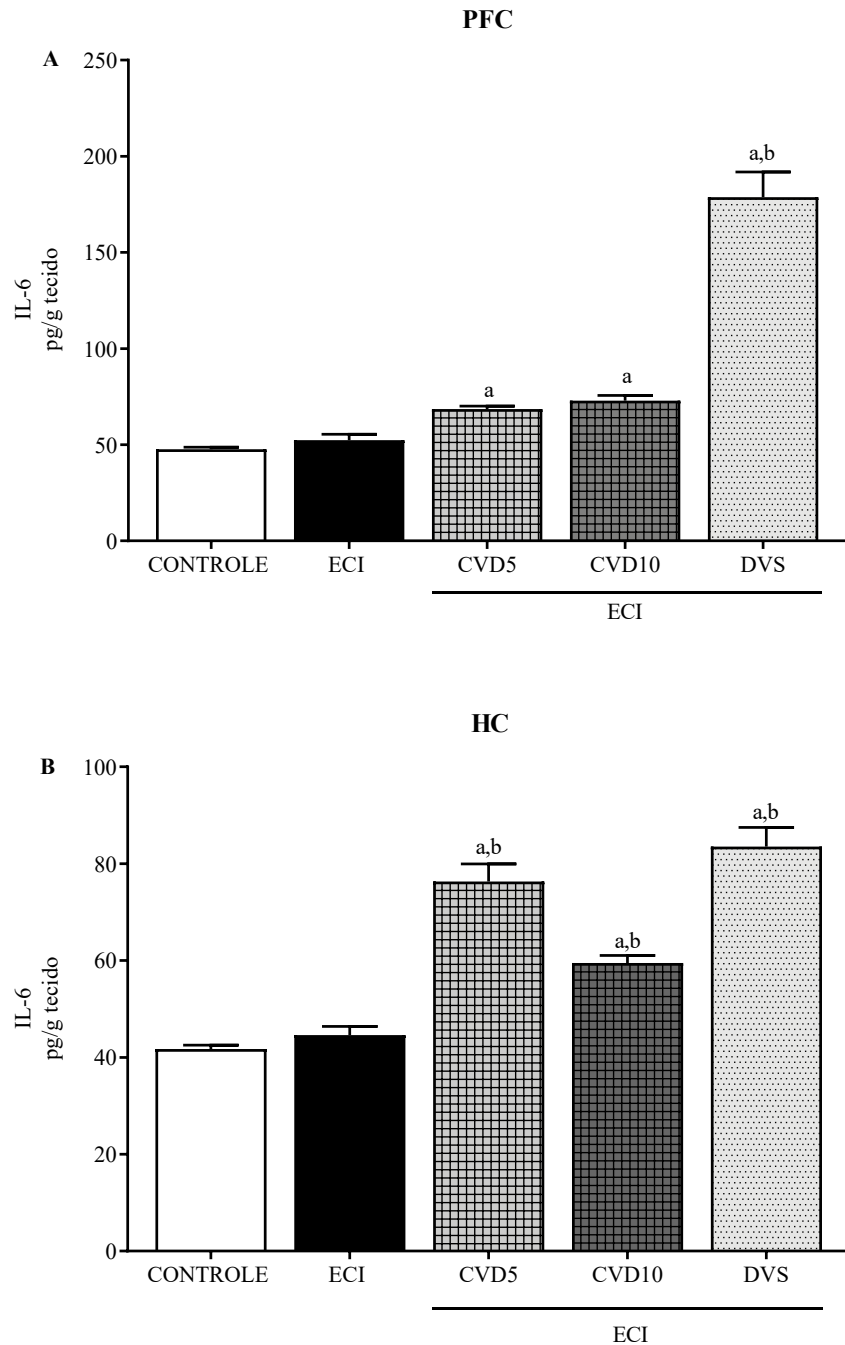 PFC
A
250
200
150
100
50
0
IL-6
pg/g tecido
a
a
a,b
CONTROLE ECI CVD5 CVD10 DVS
ECI
HC
B
100
80
60
40
20
0
IL-6
pg/g tecido
a,b
a,b
a,b
CONTROLE ECI CVD5 CVD10 DVS
ECI